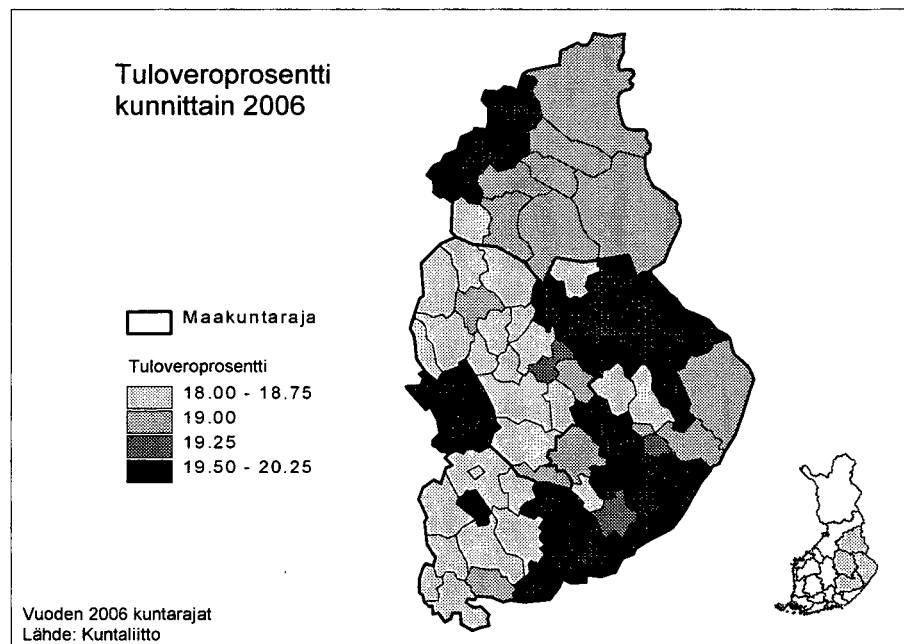 Tuloveroprosentti
kunnittain 2006
Maakuntaraja
Tuloveroprosentti
18.00 - 18.75
19.00
19.25
19.50 - 20.25
Vuoden 2006 kuntarajat
Lähde: Kuntaliitto